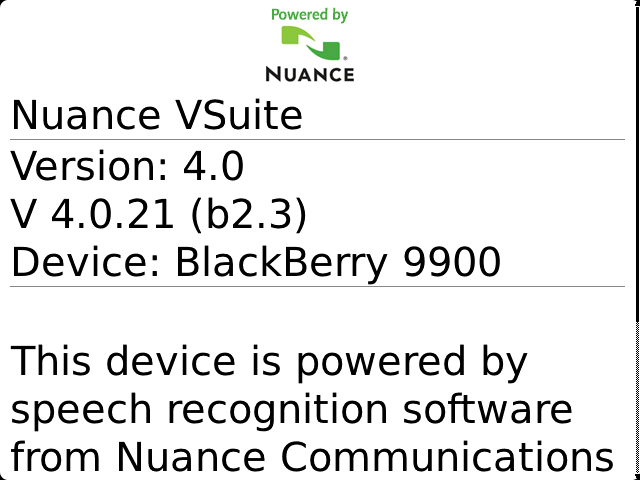 Powered by
NUANCE
Nuance VSuite
Version: 4.0
V 4.0.21 (b2.3)
Device: BlackBerry 9900
This device is powered by
speech recognition software
from Nuance Communications